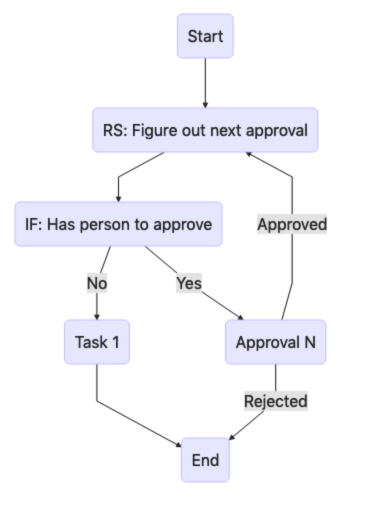 Start
RS: Figure out next approval
IF: Has person to approve
Approved
No
Yes
Task 1
Approval N
Rejected
End